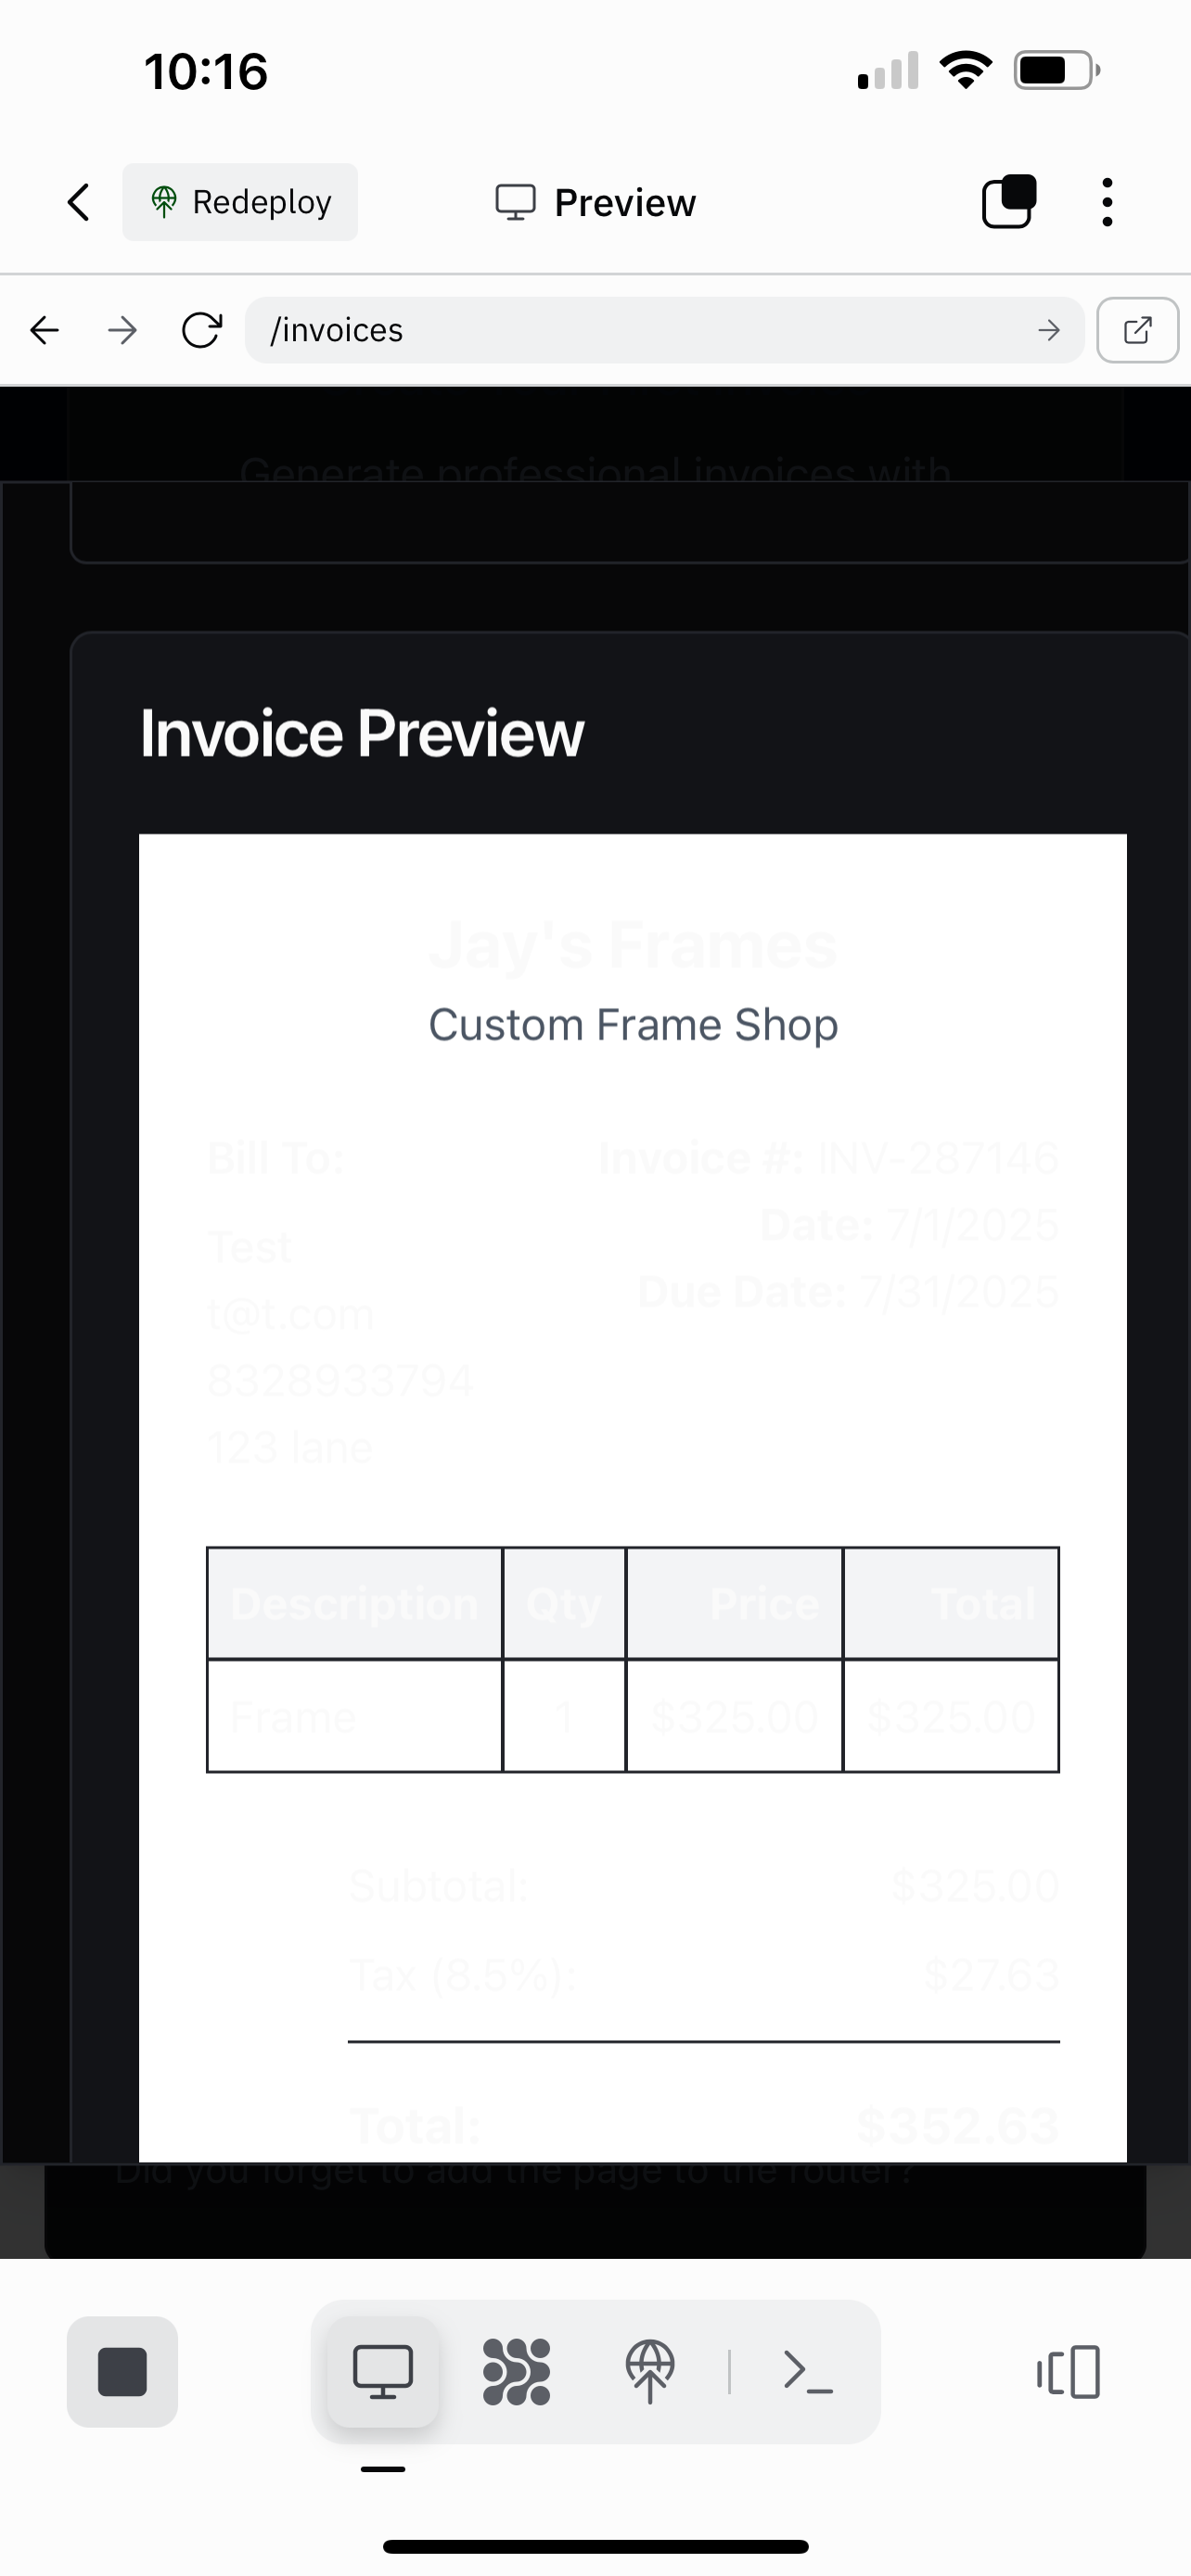 10:16
Redeploy
Preview
/invoices
Generate professional invoices with
Invoice Preview
Jay's Frames
Custom Frame Shop
Bill To:
Invoice #: INV-287146
Date: 7/1/2025
Due Date: 7/31/2025
Test
t@t.com
8328933794
123 lane
Description Qty Price Total
Frame 1 $325.00 $325.00
Subtotal: $325.00
Tax (8.5%): $27.63
Total: $352.63
Did you forget to add the page to the router?